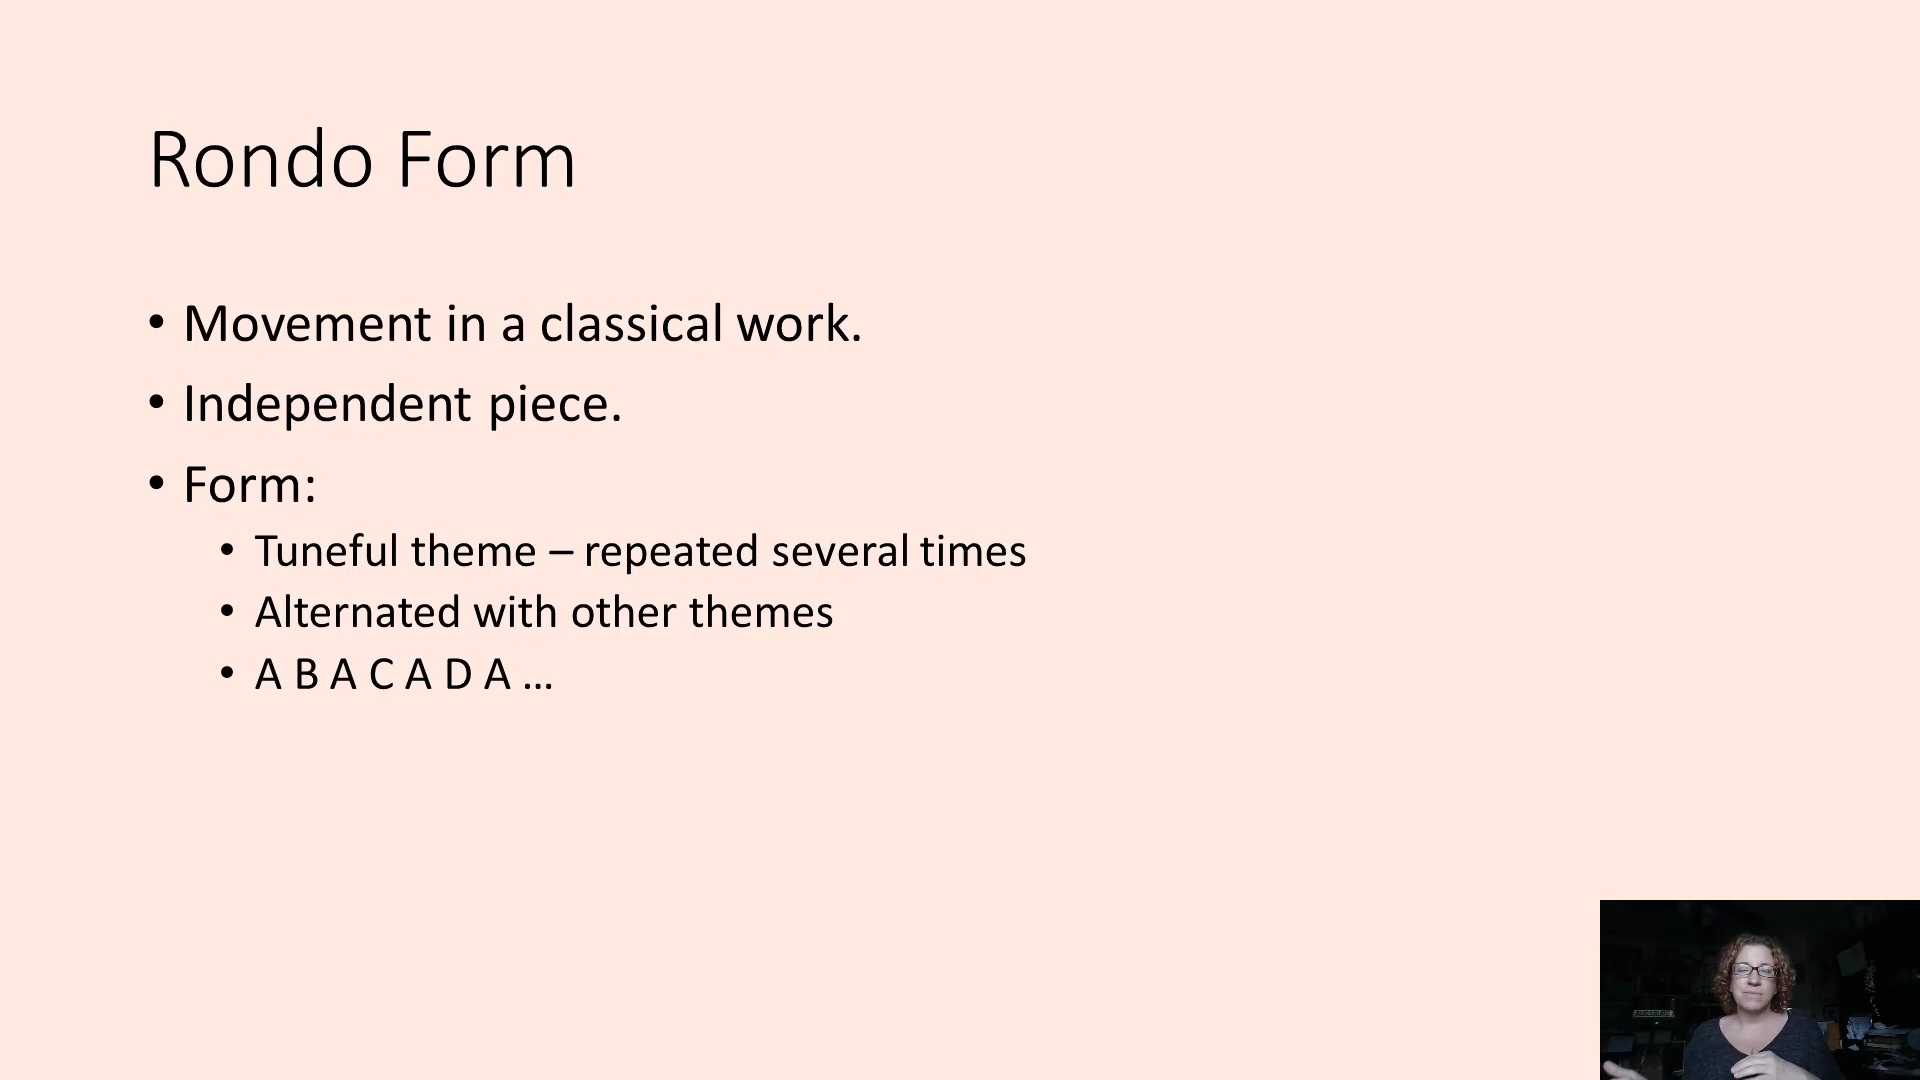 Rondo Form
• Movement in a classical work.
• Independent piece.
• Form:
• Tuneful theme – repeated several times
• Alternated with other themes
• A B A C A D A ...